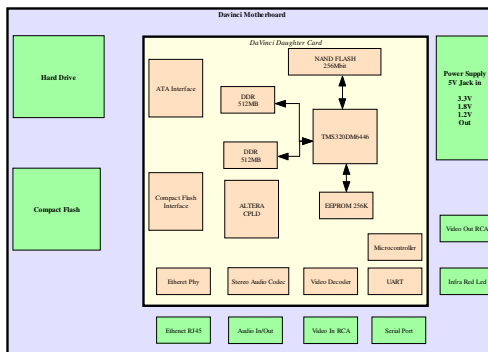 Davinci Motherboard
DaVinci Daughter Card
Hard Drive
ATA Interface
NAND FLASH
256Mbit
Power Supply
5V Jack in
3.3V
1.8V
1.2V
Out
DDR
512MB
TMS320DM6446
DDR
512MB
Compact Flash
Compact Flash
Interface
ALTERA
CPLD
EEPROM 256K
Video Out RCA
Microcontroller
Etheret Phy
Stereo Audio Codec
Video Decoder
UART
Infra Red Led
Ethenet RJ45
Audio In/Out
Video In RCA
Serial Port